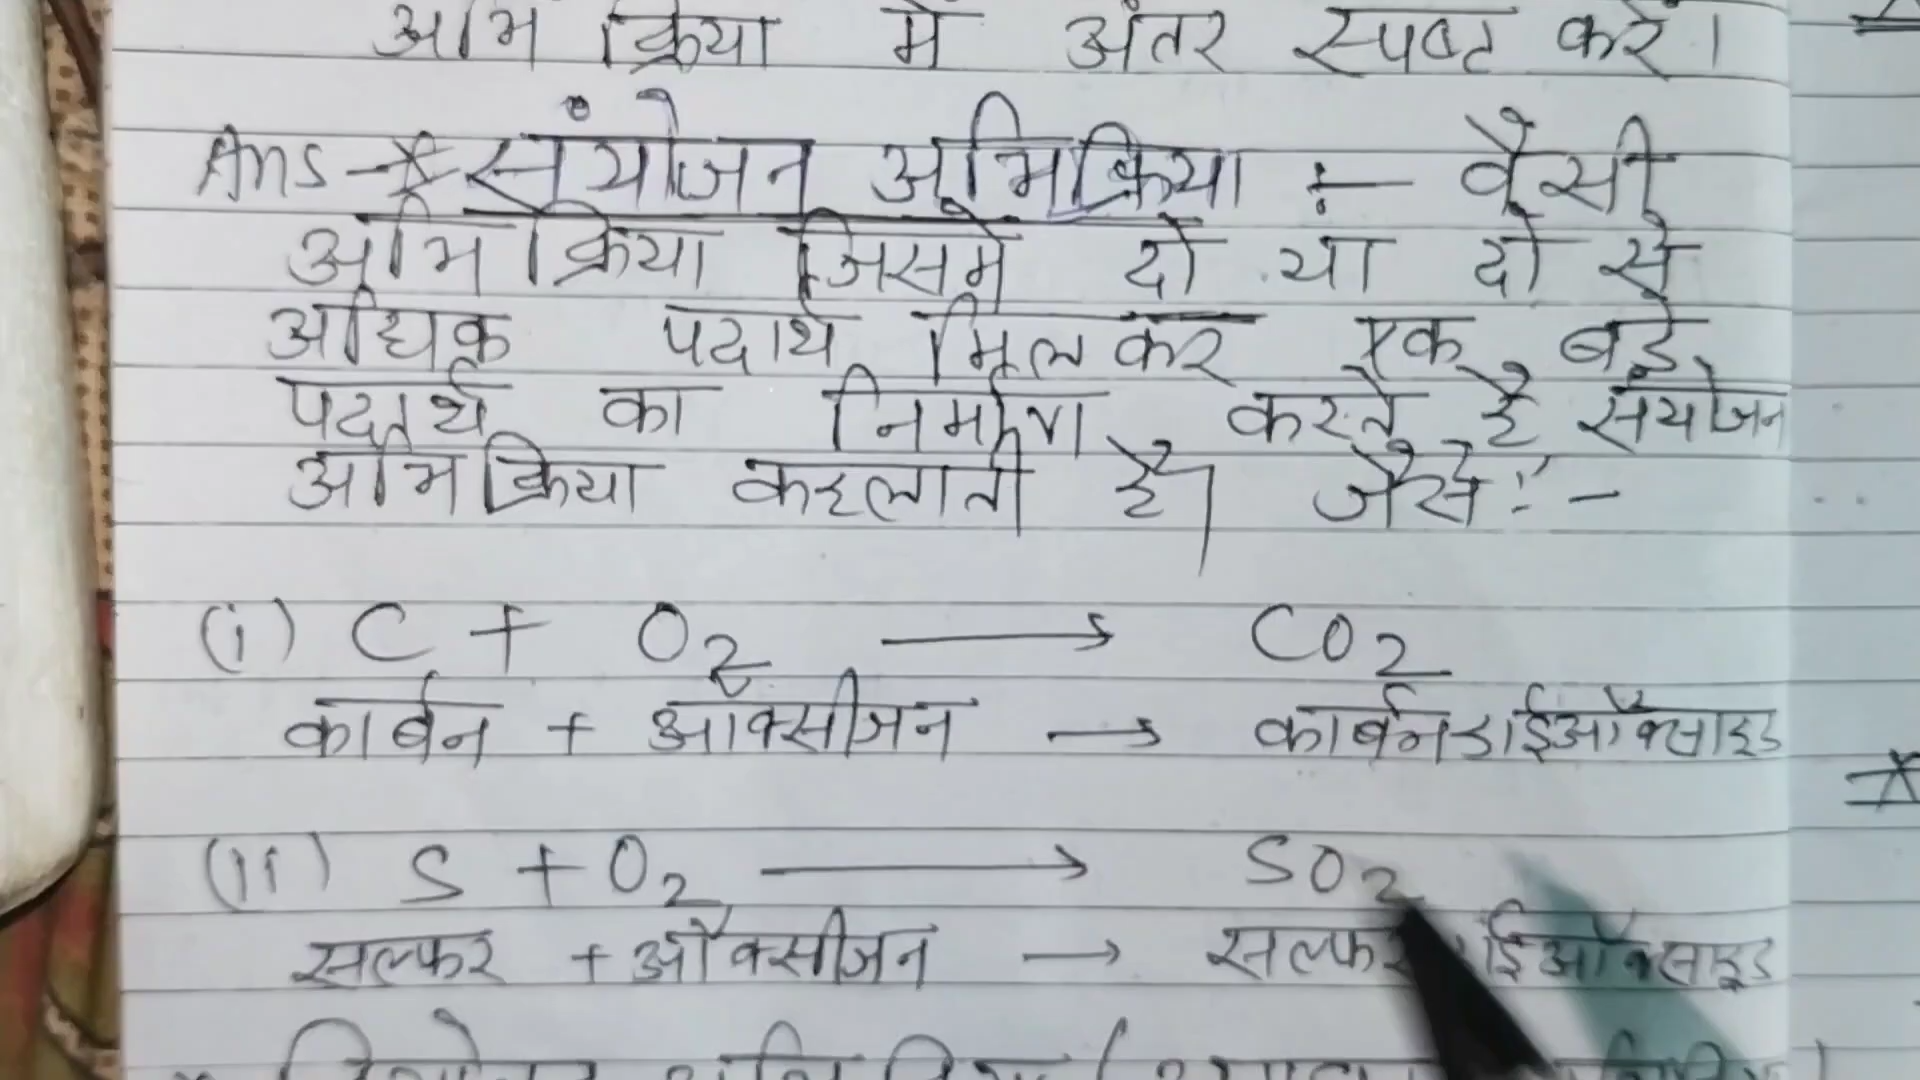 अभिक्रिया में अंतर स्पष्ट करें।
Ans → * संयोजन अभिक्रिया :- वैसी
अभिक्रिया जिसमें दो या दो से
अधिक पदार्थ मिलकर एक बड़े
पदार्थ का निर्माण करते है संयोजन
अभिक्रिया कहलाती है। जैसे:-
(i) C + O2 ⟶ CO2
कार्बन + ऑक्सीजन → कार्बनडाईऑक्साइड
(ii) S + O2 ⟶ SO2
सल्फर + ऑक्सीजन → सल्फर डाईऑक्साइड